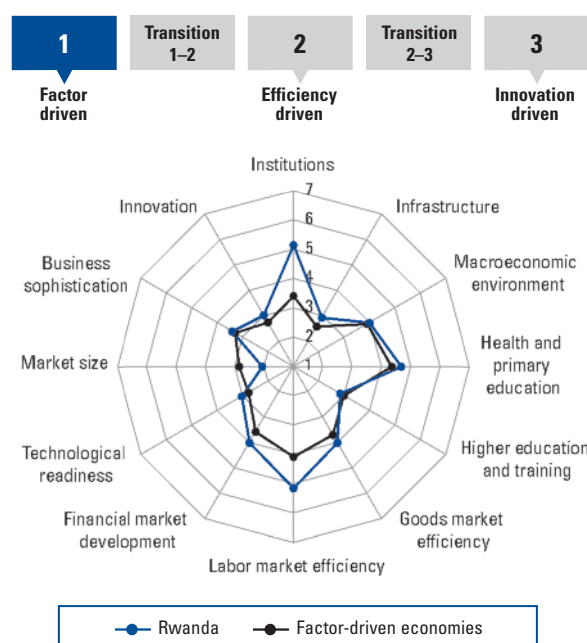 1
Transition
1–2
2
Transition
2–3
3
Factor
driven
Efficiency
driven
Innovation
driven
Institutions
7
Innovation
Infrastructure
6
Business
sophistication
5
Macroeconomic
environment
4
3
Market size
2
1
Health and
primary
education
Technological
readiness
Higher education
and training
Financial market
development
Goods market
efficiency
Labor market efficiency
Rwanda
Factor-driven economies